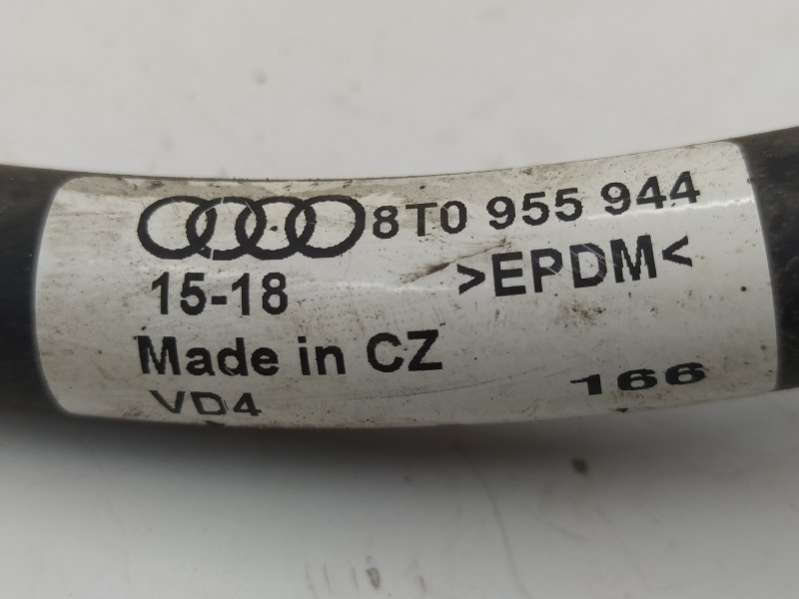 8T0 955 944
15-18 >EPDM<
Made in CZ
VD4 166